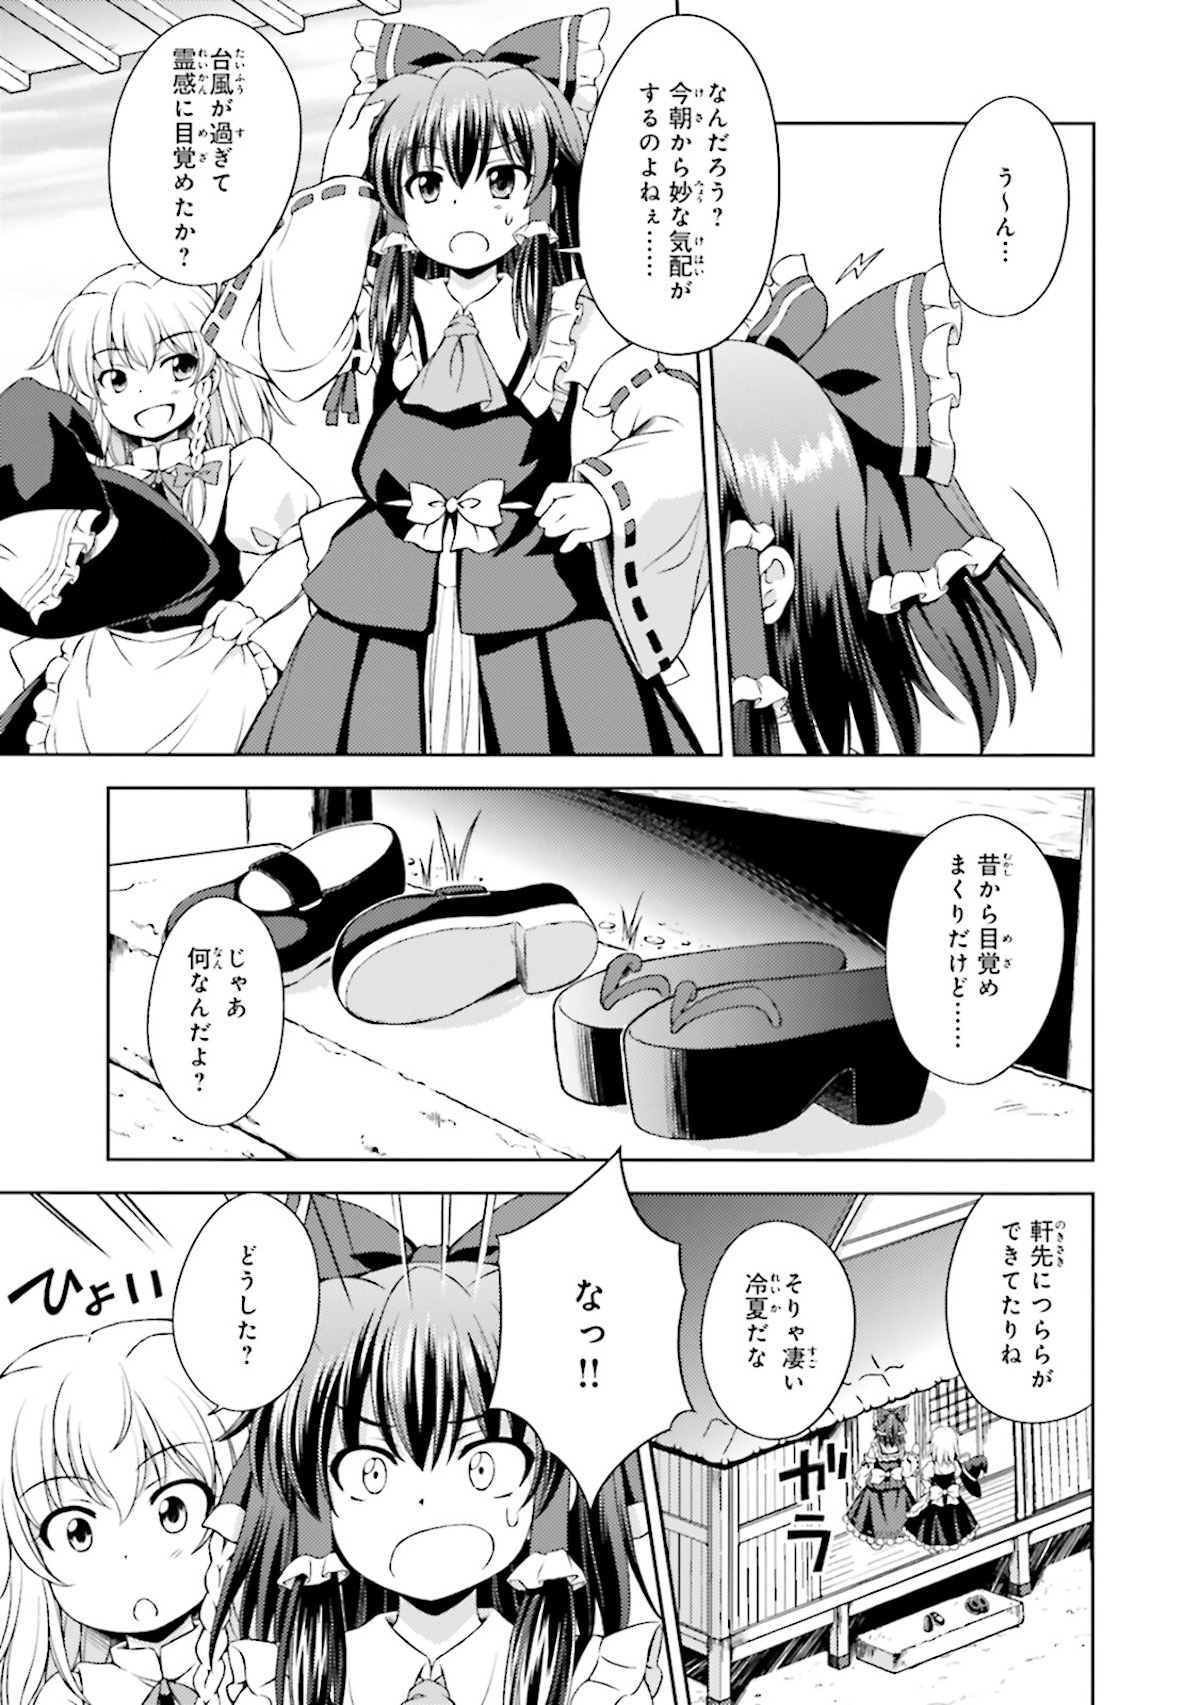 う〜ん…
なんだろう?
今朝から妙な気配が
するのよねぇ……
台風が過ぎて
霊感に目覚めたか?
昔から目覚め
まくりだけど……
じゃあ
何なんだよ?
軒先につららが
できてたりね
そりゃ凄い
冷夏だな
ガラ
なっ!!
どうした?
ひょい